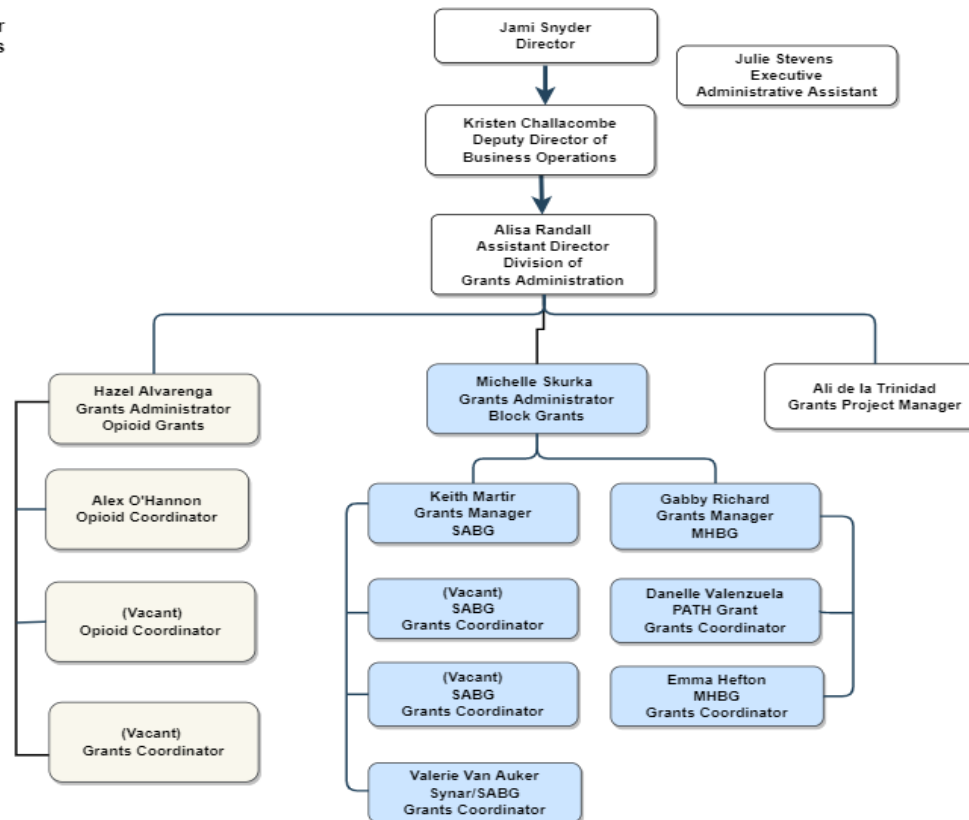 Jami Snyder
Director
Julie Stevens
Executive
Administrative Assistant
Kristen Challacombe
Deputy Director of
Business Operations
Alisa Randall
Assistant Director
Division of
Grants Administration
Hazel Alvarenga
Grants Administrator
Opioid Grants
Michelle Skurka
Grants Administrator
Block Grants
Ali de la Trinidad
Grants Project Manager
Alex O'Hannon
Opioid Coordinator
(Vacant)
Opioid Coordinator
(Vacant)
Grants Coordinator
Keith Martir
Grants Manager
SABG
(Vacant)
SABG
Grants Coordinator
(Vacant)
SABG
Grants Coordinator
Valerie Van Auker
Synar/SABG
Grants Coordinator
Gabby Richard
Grants Manager
MHBG
Danelle Valenzuela
PATH Grant
Grants Coordinator
Emma Hefton
MHBG
Grants Coordinator